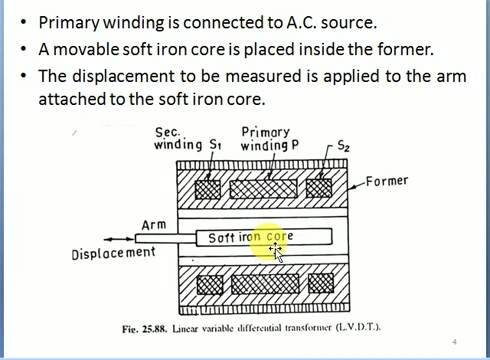 • Primary winding is connected to A.C. source.
• A movable soft iron core is placed inside the former.
• The displacement to be measured is applied to the arm
attached to the soft iron core.
Sec.
winding S1
Primary
winding P
S2
Former
Arm
Soft iron core
Displacement
Fig. 25.88. Linear variable differential transformer (L.V.D.T.).
4